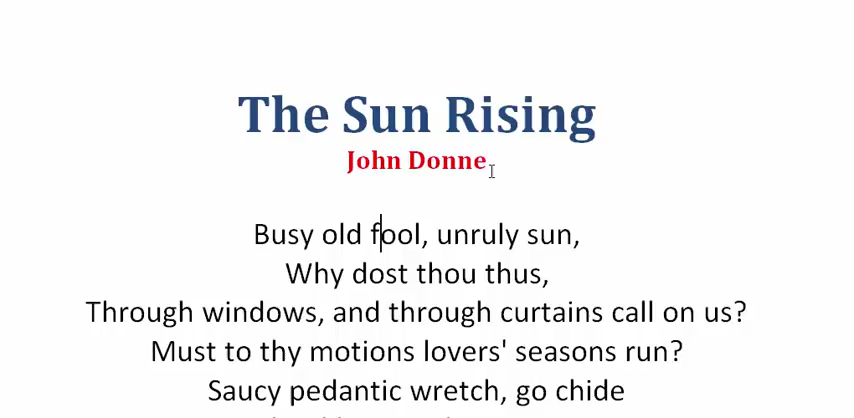 The Sun Rising
John Donne
Busy old fool, unruly sun,
Why dost thou thus,
Through windows, and through curtains call on us?
Must to thy motions lovers' seasons run?
Saucy pedantic wretch, go chide